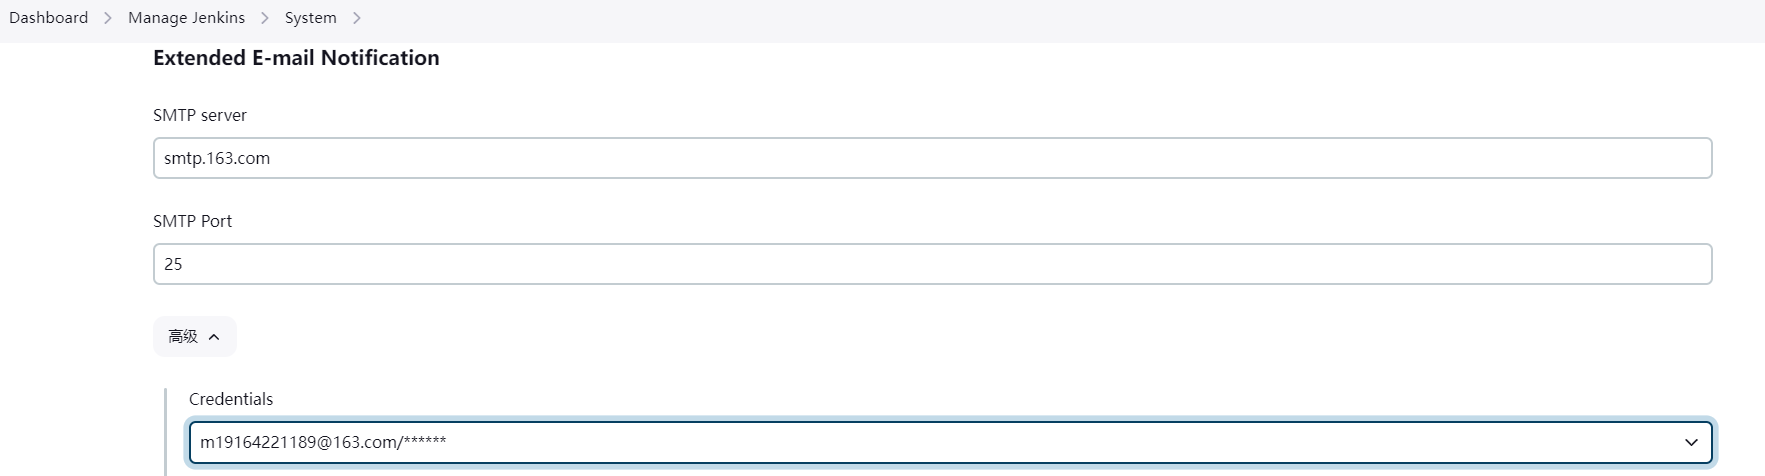 Dashboard > Manage Jenkins > System >
Extended E-mail Notification
SMTP server
smtp.163.com
SMTP Port
25
高级
Credentials
m19164221189@163.com/******